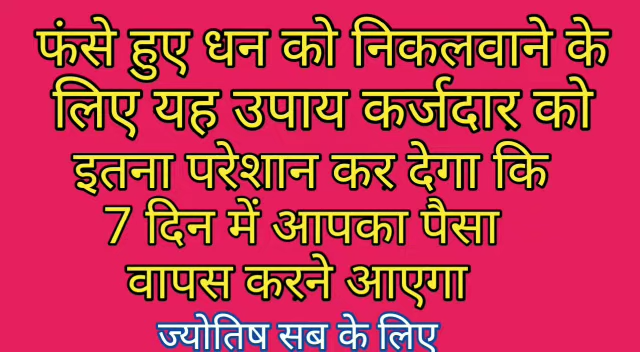 फंसे हुए धन को निकलवाने के
लिए यह उपाय कर्जदार को
इतना परेशान कर देगा कि
7 दिन में आपका पैसा
वापस करने आएगा
ज्योतिष सब के लिए